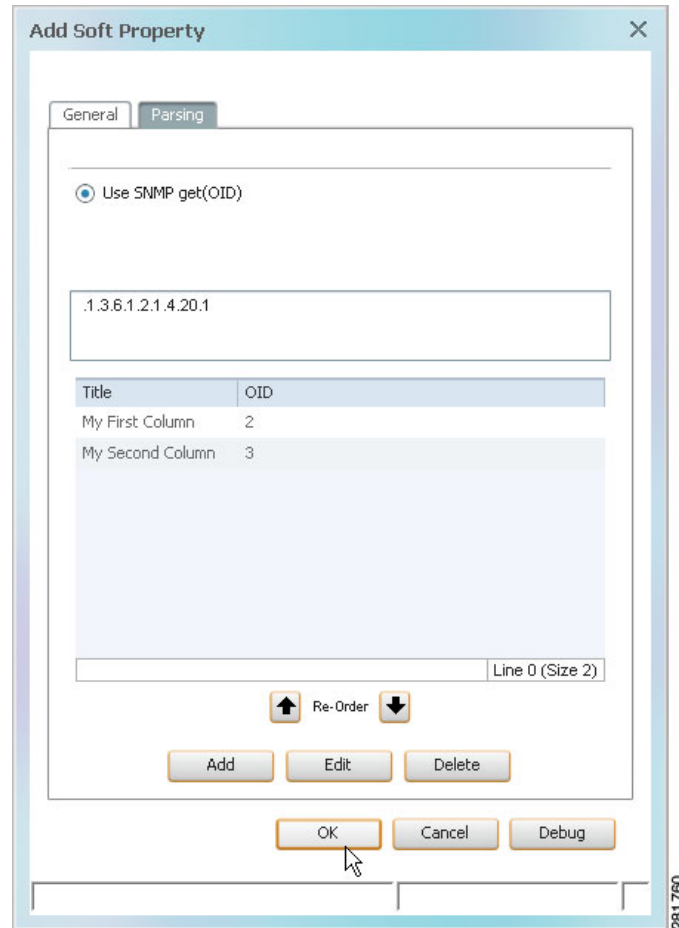 Add Soft Property
General Parsing
Use SNMP get(OID)
.1.3.6.1.2.1.4.20.1
Title OID
My First Column 2
My Second Column 3
Line 0 (Size 2)
Re-Order
Add Edit Delete
OK Cancel Debug
281760